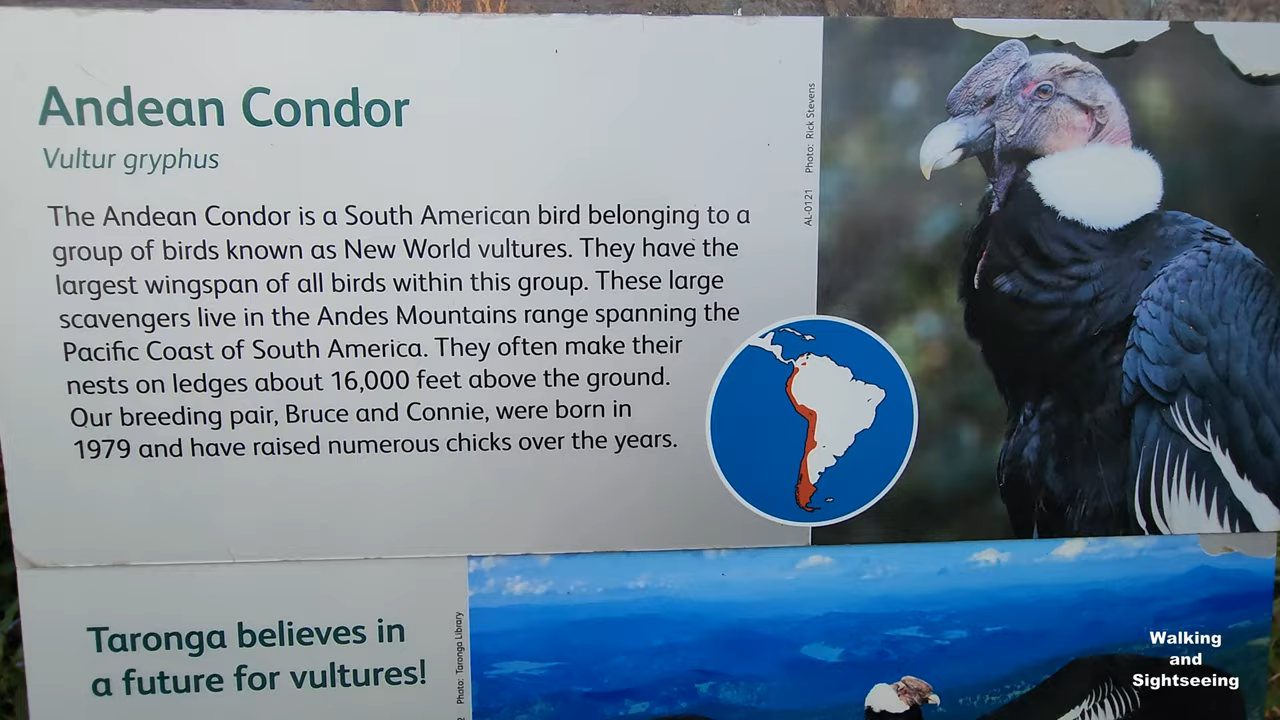 Andean Condor
Vultur gryphus
The Andean Condor is a South American bird belonging to a
group of birds known as New World vultures. They have the
largest wingspan of all birds within this group. These large
scavengers live in the Andes Mountains range spanning the
Pacific Coast of South America. They often make their
nests on ledges about 16,000 feet above the ground.
Our breeding pair, Bruce and Connie, were born in
1979 and have raised numerous chicks over the years.
AL-0121 Photo: Rick Stevens
Taronga believes in
a future for vultures!
Photo: Taronga Library
Walking
and
Sightseeing